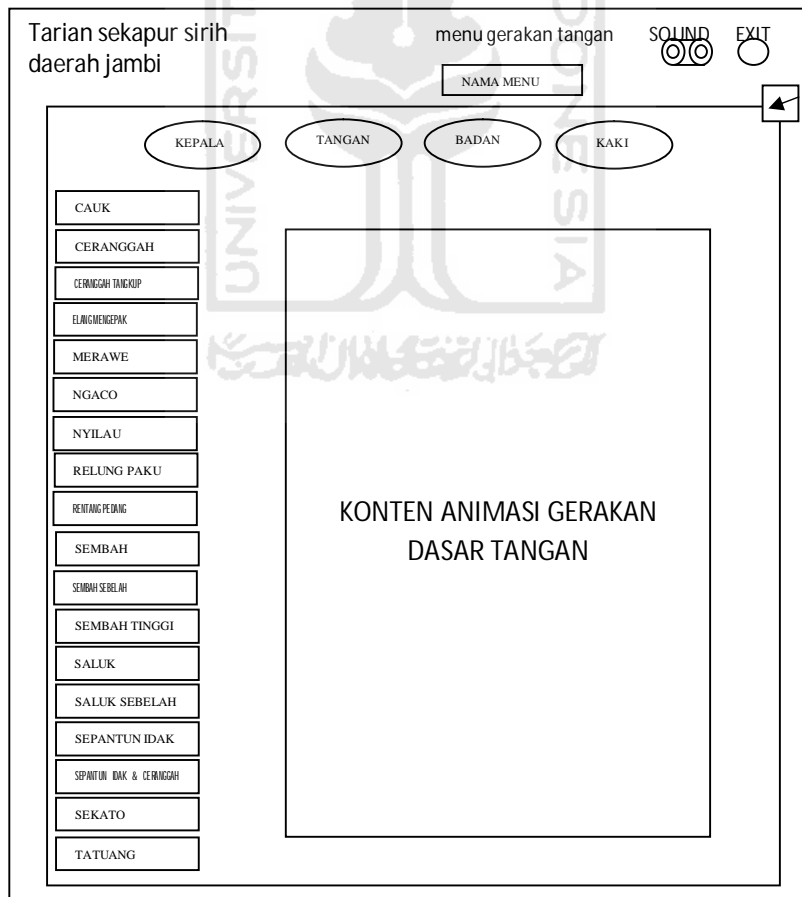 Tarian sekapur sirih
daerah jambi
menu gerakan tangan
SOUND
EXIT
NAMA MENU
KEPALA
TANGAN
BADAN
KAKI
CAUK
CERANGGAH
CERANGGAH TANGKUP
ELANG MENGEPAK
MERAWE
NGACO
NYILAU
RELUNG PAKU
RENTANG PEDANG
SEMBAH
SEMBAH SEBELAH
SEMBAH TINGGI
SALUK
SALUK SEBELAH
SEPANTUN IDAK
SEPANTUN IDAK & CERANGGAH
SEKATO
TATUANG
KONTEN ANIMASI GERAKAN
DASAR TANGAN